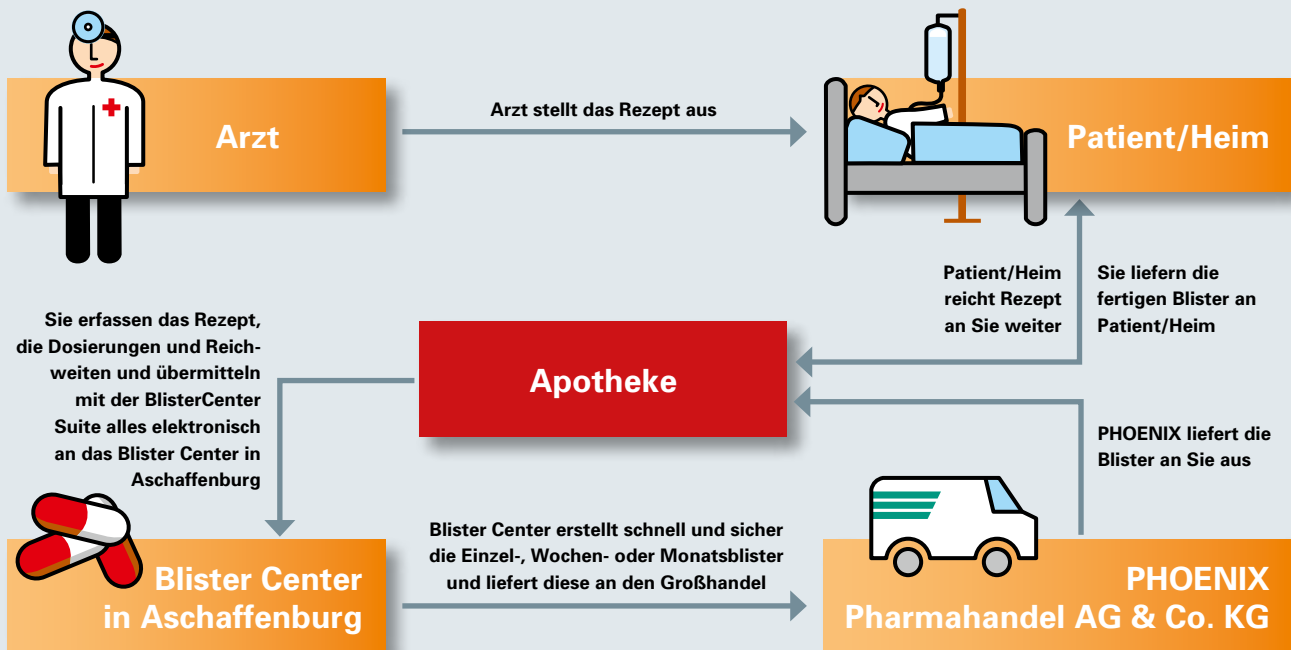 Arzt
Arzt stellt das Rezept aus
Patient/Heim
Patient/Heim
reicht Rezept
an Sie weiter
Sie liefern die
fertigen Blister an
Patient/Heim
Sie erfassen das Rezept,
die Dosierungen und Reich-
weiten und übermitteln
mit der BlisterCenter
Suite alles elektronisch
an das Blister Center in
Aschaffenburg
Apotheke
PHOENIX liefert die
Blister an Sie aus
Blister Center
in Aschaffenburg
Blister Center erstellt schnell und sicher
die Einzel-, Wochen- oder Monatsblister
und liefert diese an den Großhandel
PHOENIX
Pharmahandel AG & Co. KG